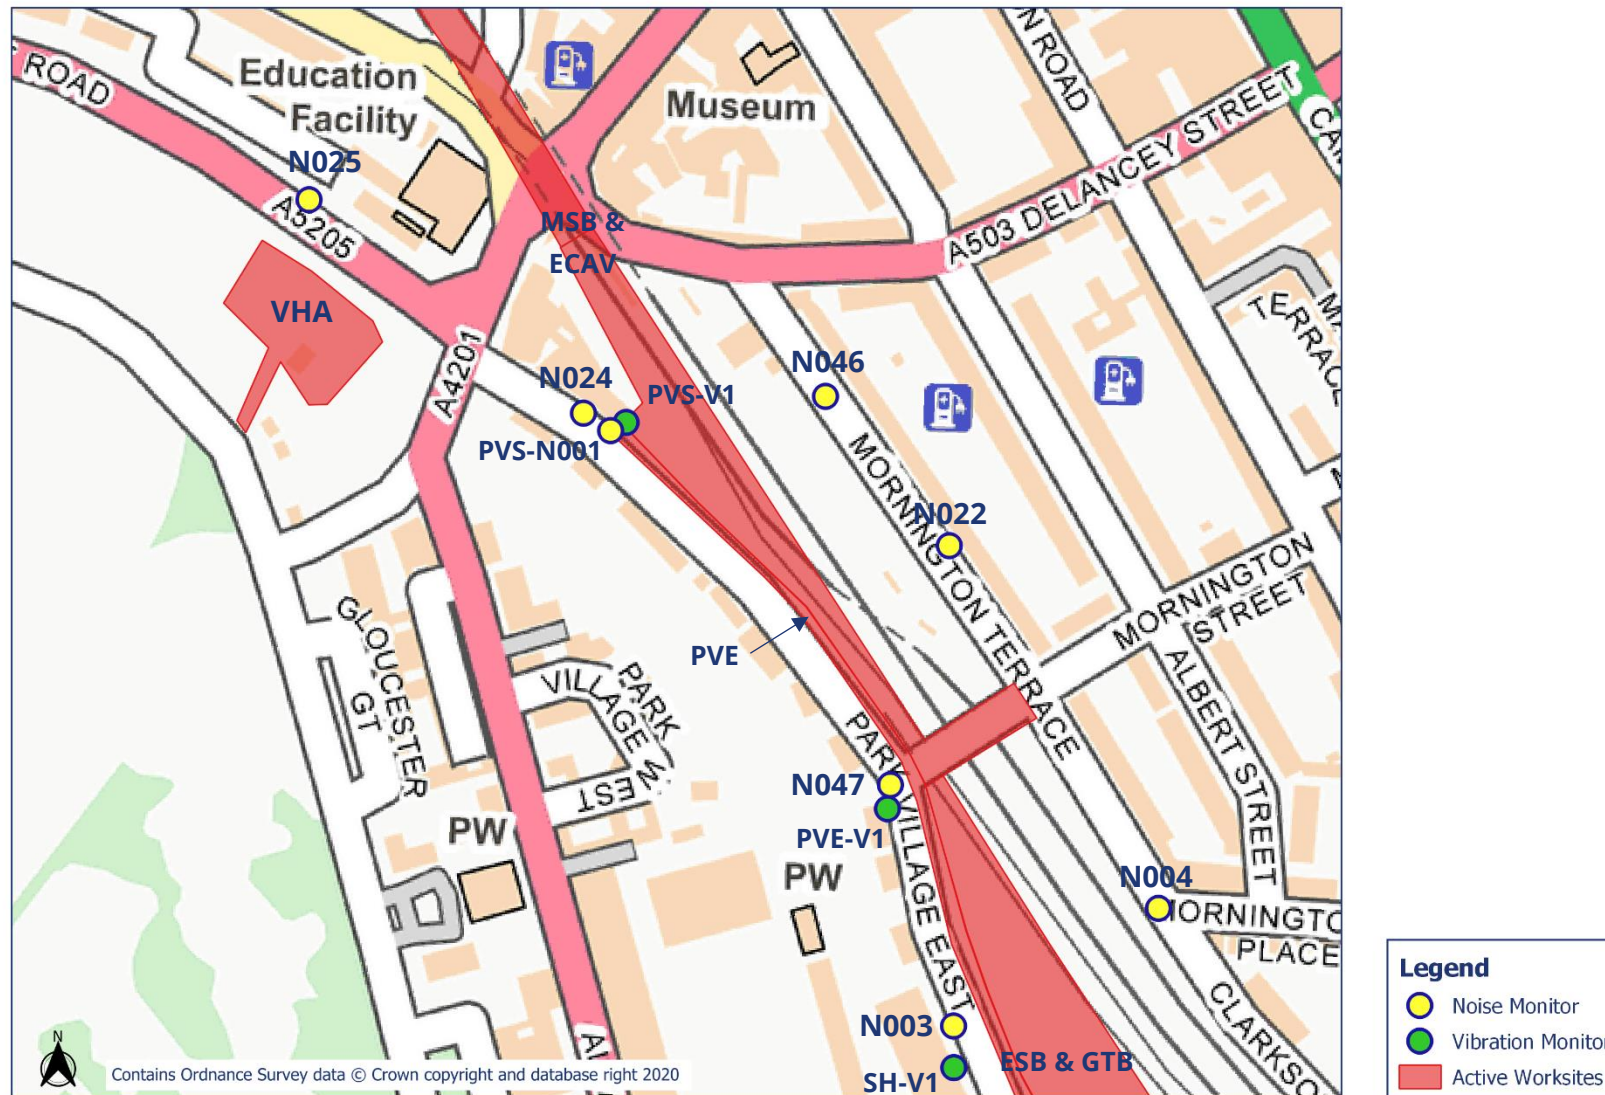 ROAD
Education
Facility
N025
A5205
Museum
A503 DELANCEY STREET
MSB &
ECAV
VHA
TERRACE
A4201
N024
PVS-V1
PVS-N001
N046
N022
MORNINGTON TERRACE
MORNINGTON
STREET
ALBERT STREET
PVE
GLOUCESTER
GT
PARK
VILLAGE WEST
PW
N047
PVE-V1
PARK VILLAGE EAST
PW
N004
PLACE
N003
SH-V1
ESB & GTB
N
Contains Ordnance Survey data © Crown copyright and database right 2020
Legend
Noise Monitor
Vibration Monitor
Active Worksites